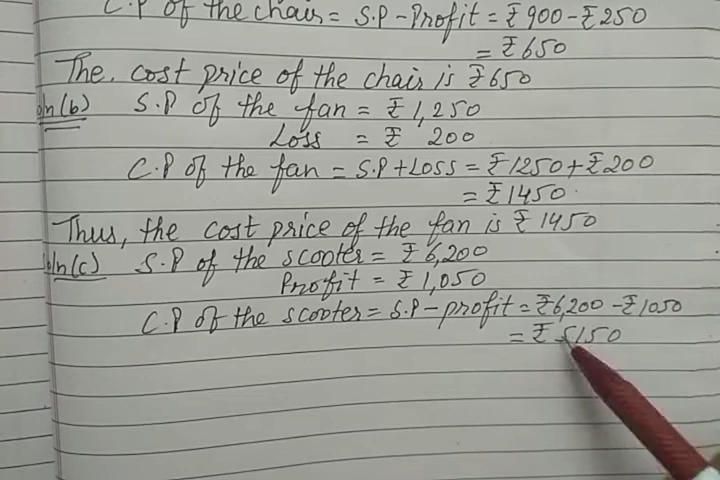 C.P of the chair = S.P - Profit = ₹900 - ₹250
= ₹650
The, cost price of the chair is ₹650
Soln(b) S.P of the fan = ₹1,250
Loss = ₹ 200
C.P of the fan = S.P + Loss = ₹1250 + ₹200
= ₹1450.
Thus, the cost price of the fan is ₹1450
Soln(c) S.P of the scooter = ₹6,200
Profit = ₹1,050
C.P of the scooter = S.P - profit = ₹6,200 - ₹1050
= ₹5150